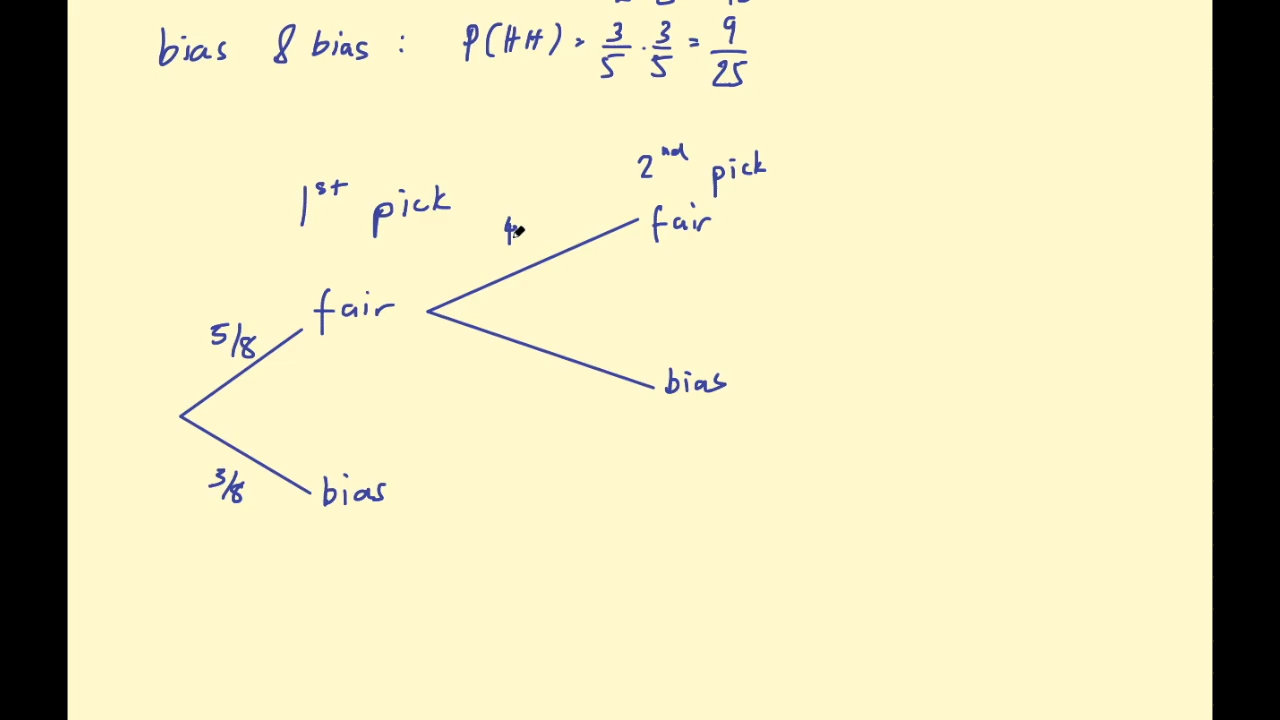 bias & bias : P(HH) = 3/5 · 3/5 = 9/25
2nd pick
1st pick
4
fair
fair
5/8
bias
3/8
bias